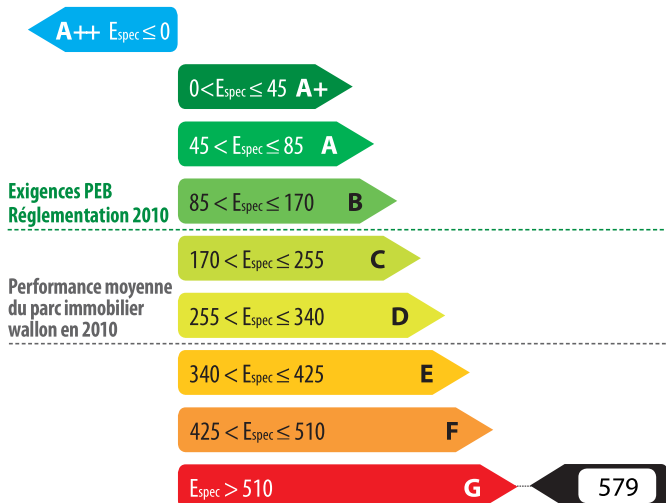 A++ Espec ≤ 0
0<Espec ≤ 45 A+
45 < Espec ≤ 85 A
Exigences PEB
Réglementation 2010
85 < Espec ≤ 170 B
170 < Espec ≤ 255 C
Performance moyenne
du parc immobilier
wallon en 2010
255 < Espec ≤ 340 D
340 < Espec ≤ 425 E
425 < Espec ≤ 510 F
Espec > 510 G
579